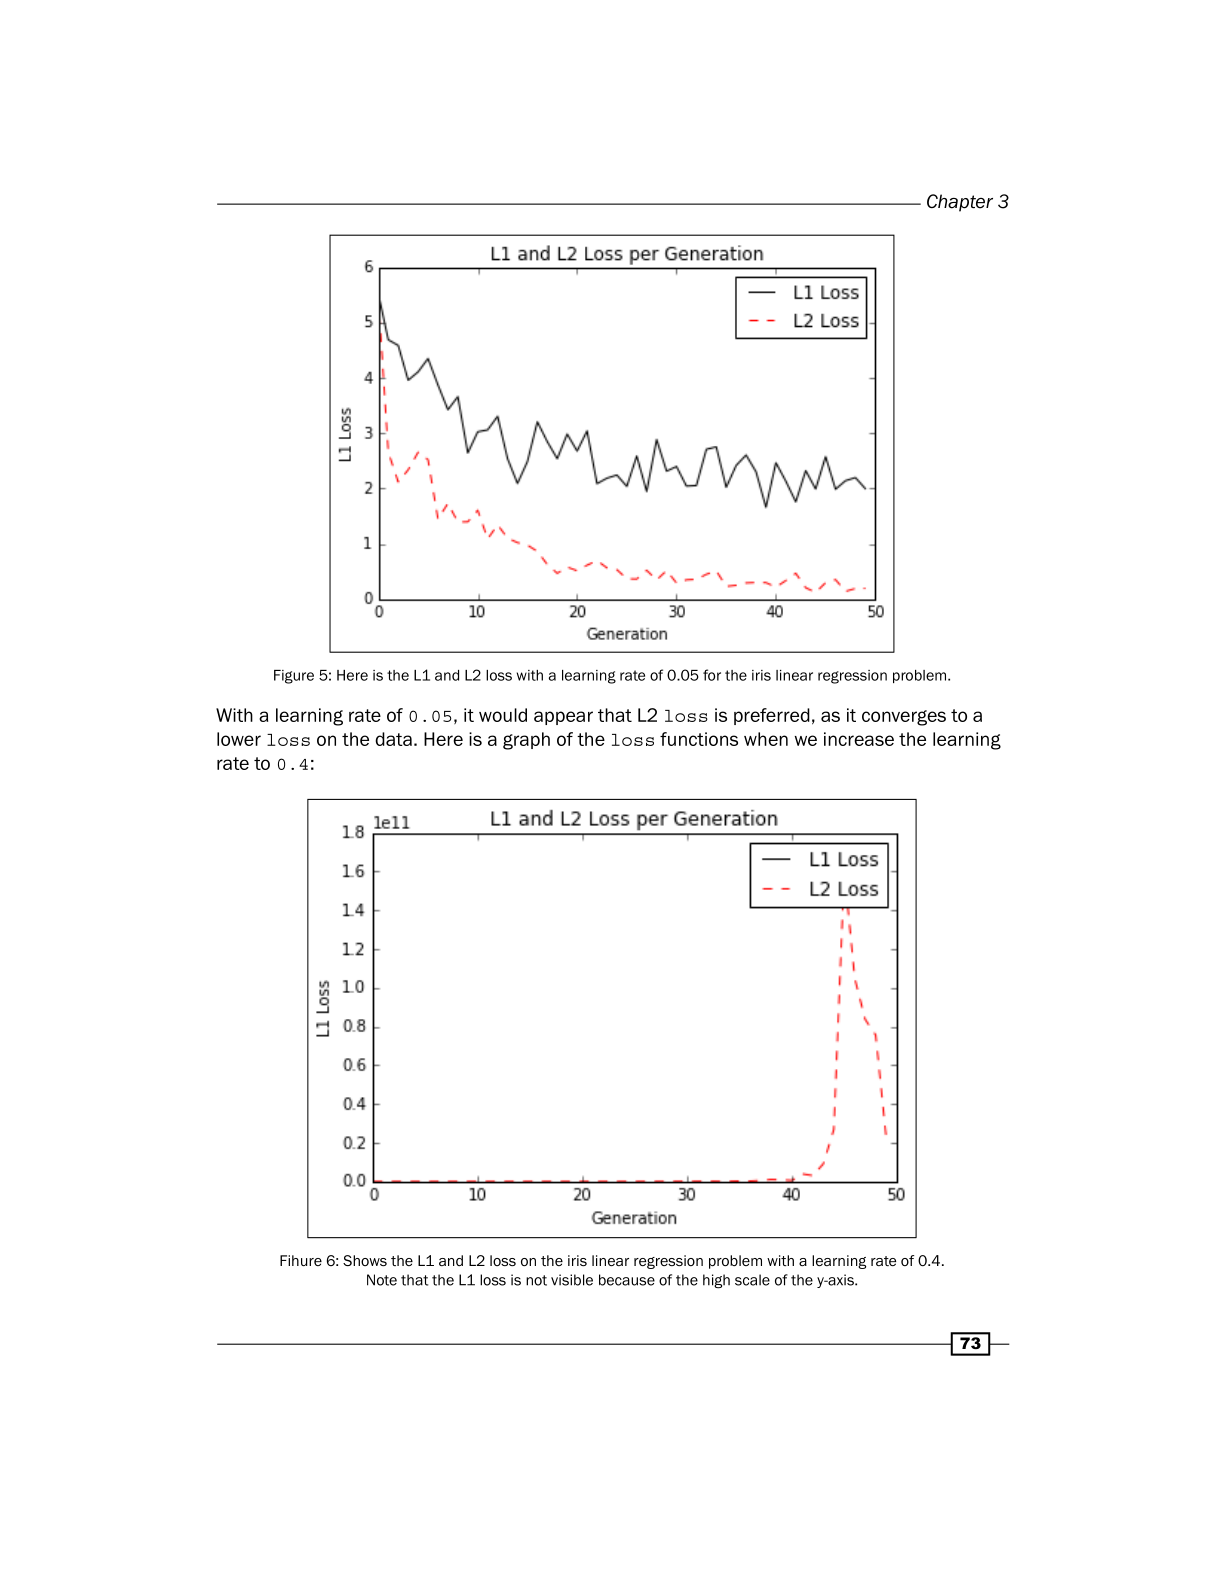 Chapter 3
L1 and L2 Loss per Generation
L1 Loss
L2 Loss
6
5
4
3
2
1
0
L1 Loss
0 10 20 30 40 50
Generation
Figure 5: Here is the L1 and L2 loss with a learning rate of 0.05 for the iris linear regression problem.
With a learning rate of 0.05, it would appear that L2 loss is preferred, as it converges to a
lower loss on the data. Here is a graph of the loss functions when we increase the learning
rate to 0.4:
L1 and L2 Loss per Generation
1e11
L1 Loss
L2 Loss
1.8
1.6
1.4
1.2
1.0
0.8
0.6
0.4
0.2
0.0
L1 Loss
0 10 20 30 40 50
Generation
Fihure 6: Shows the L1 and L2 loss on the iris linear regression problem with a learning rate of 0.4.
Note that the L1 loss is not visible because of the high scale of the y-axis.
73